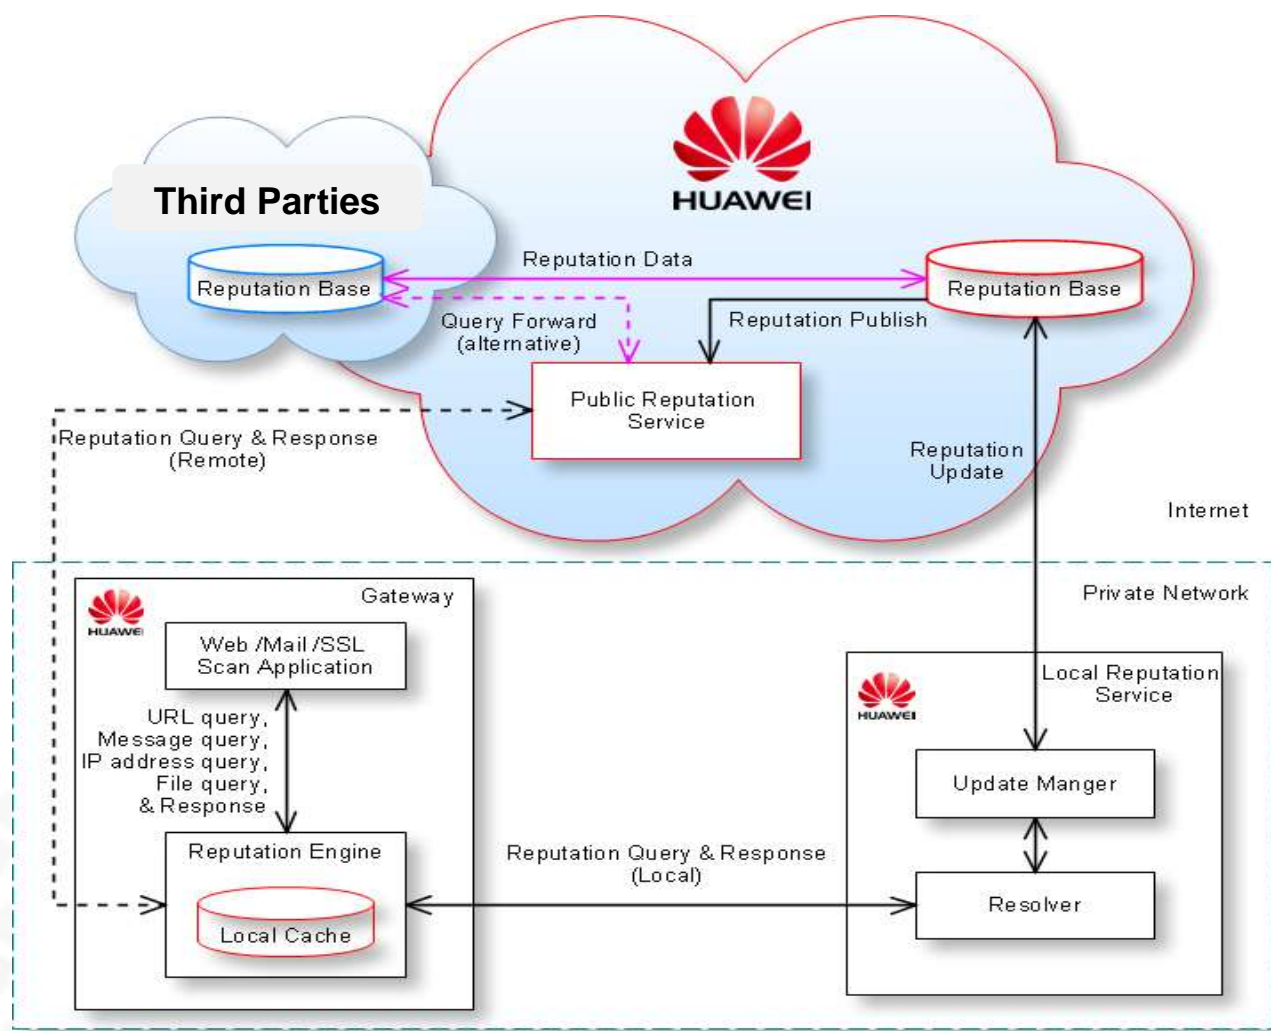 HUAWEI
Third Parties
Reputation Base
Reputation Data
Reputation Base
Query Forward
(alternative)
Reputation Publish
Public Reputation
Service
Reputation Query & Response
(Remote)
Reputation
Update
Internet
Private Network
Gateway
HUAWEI
Web /Mail /SSL
Scan Application
URL query,
Message query,
IP address query,
File query,
& Response
Reputation Engine
Local Cache
Reputation Query & Response
(Local)
Local Reputation
Service
HUAWEI
Update Manger
Resolver